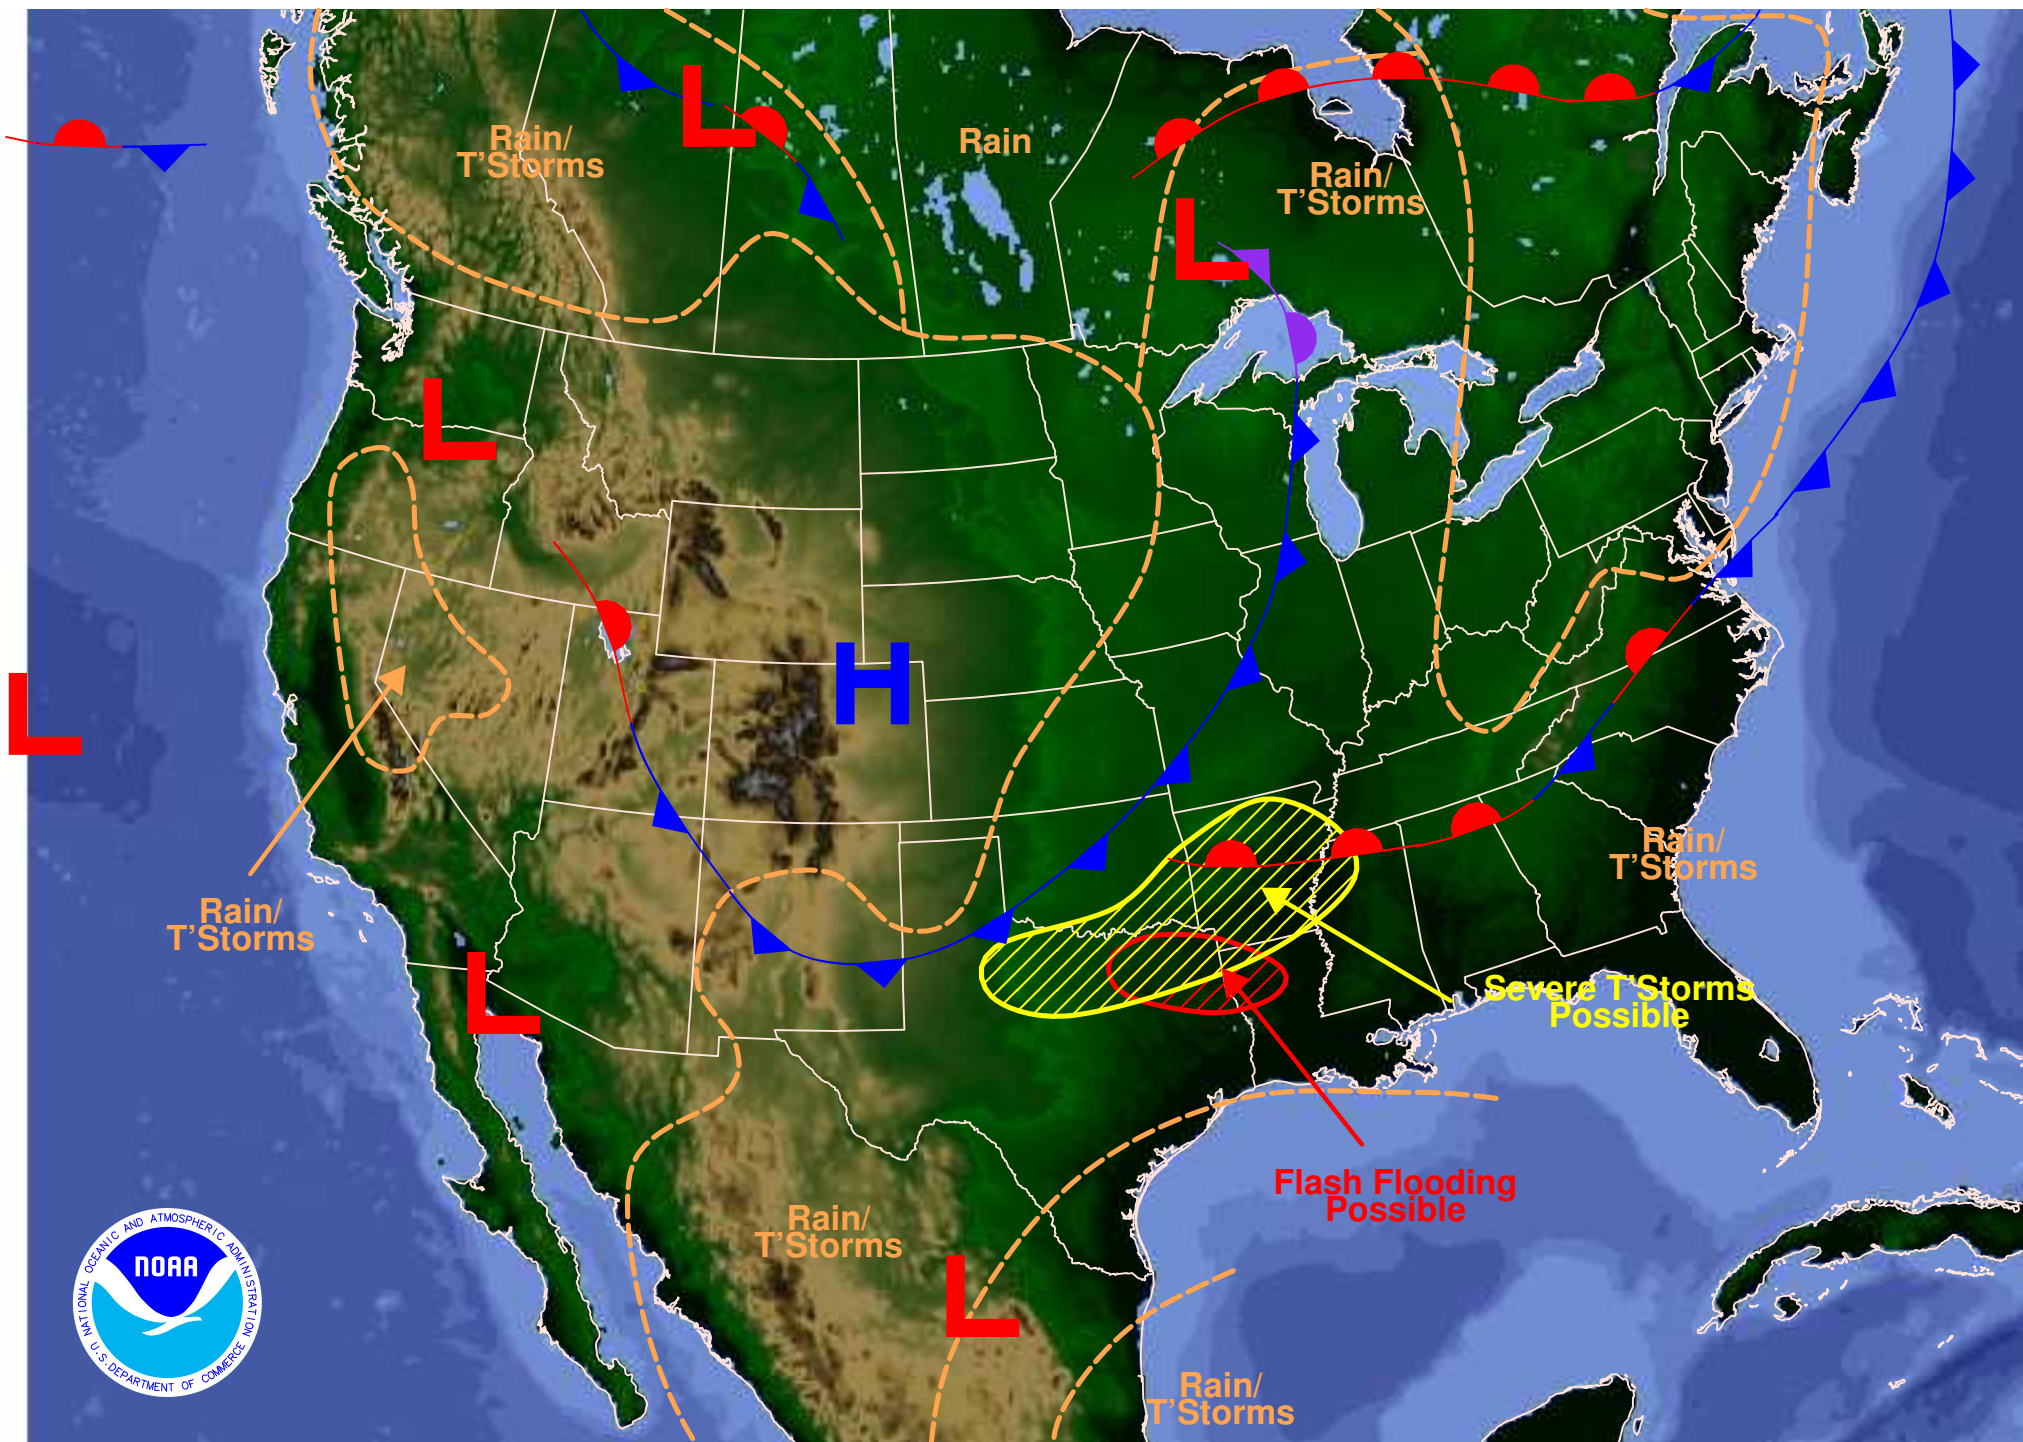 Rain/
T'Storms
Rain
Rain/
T'Storms
L
L
L
H
L
Rain/
T'Storms
Rain/
T'Storms
L
Severe T'Storms
Possible
Flash Flooding
Possible
Rain/
T'Storms
L
Rain/
T'Storms
NATIONAL OCEANIC AND ATMOSPHERIC ADMINISTRATION
NOAA
U.S. DEPARTMENT OF COMMERCE